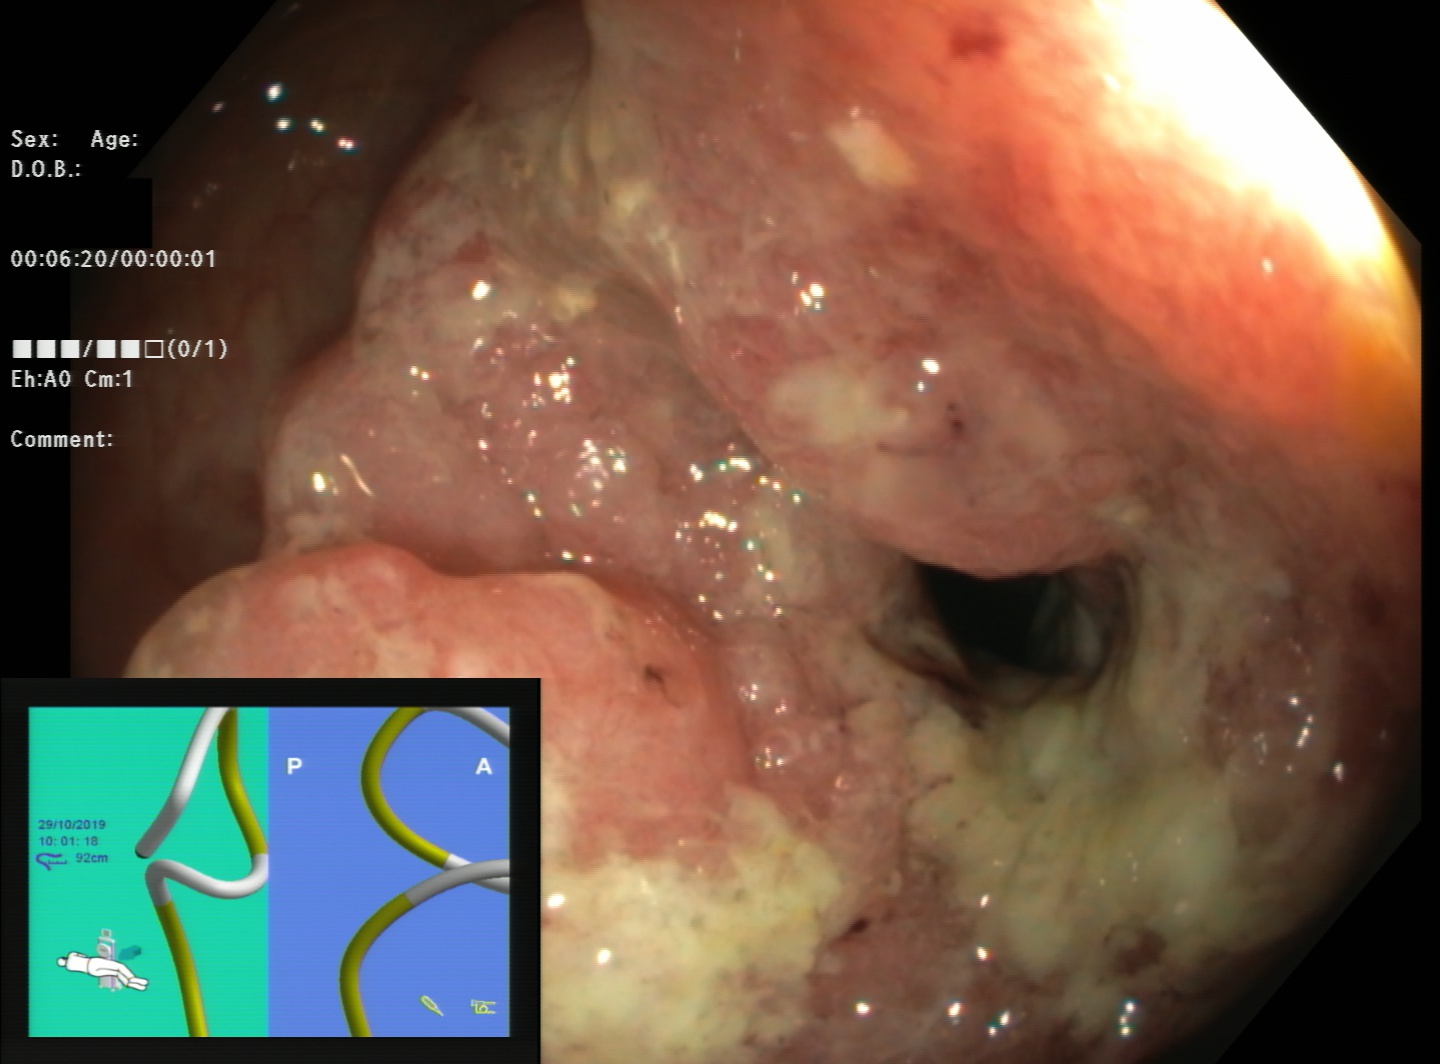 Sex: Age:
D.O.B.:
00:06:20/00:00:01
■■■/■■□(0/1)
Eh:A0 Cm:1
Comment:
P A
29/10/2019
10:01:18
92cm